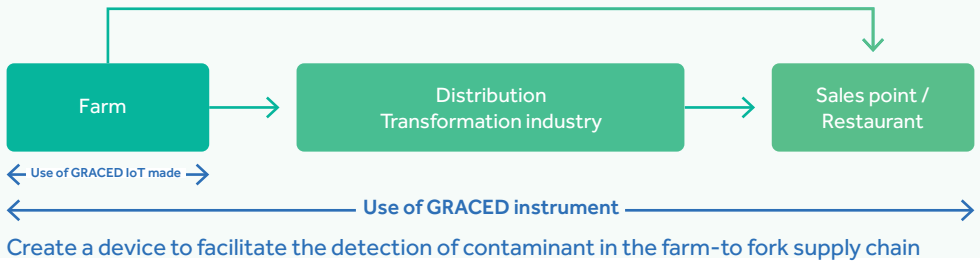 Farm
Distribution
Transformation industry
Sales point /
Restaurant
Use of GRACED IoT made
Use of GRACED instrument
Create a device to facilitate the detection of contaminant in the farm-to fork supply chain